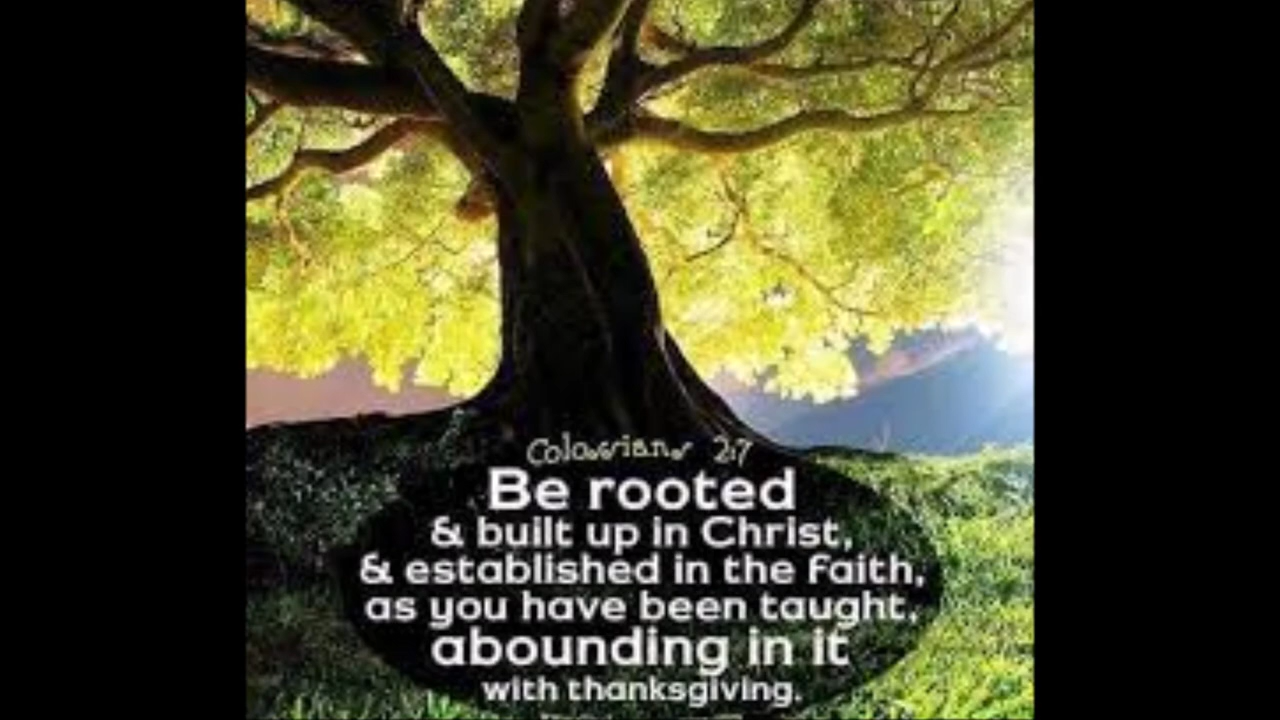 Colossians 2:7
Be rooted
& built up in Christ,
& established in the faith,
as you have been taught,
abounding in it
with thanksgiving.